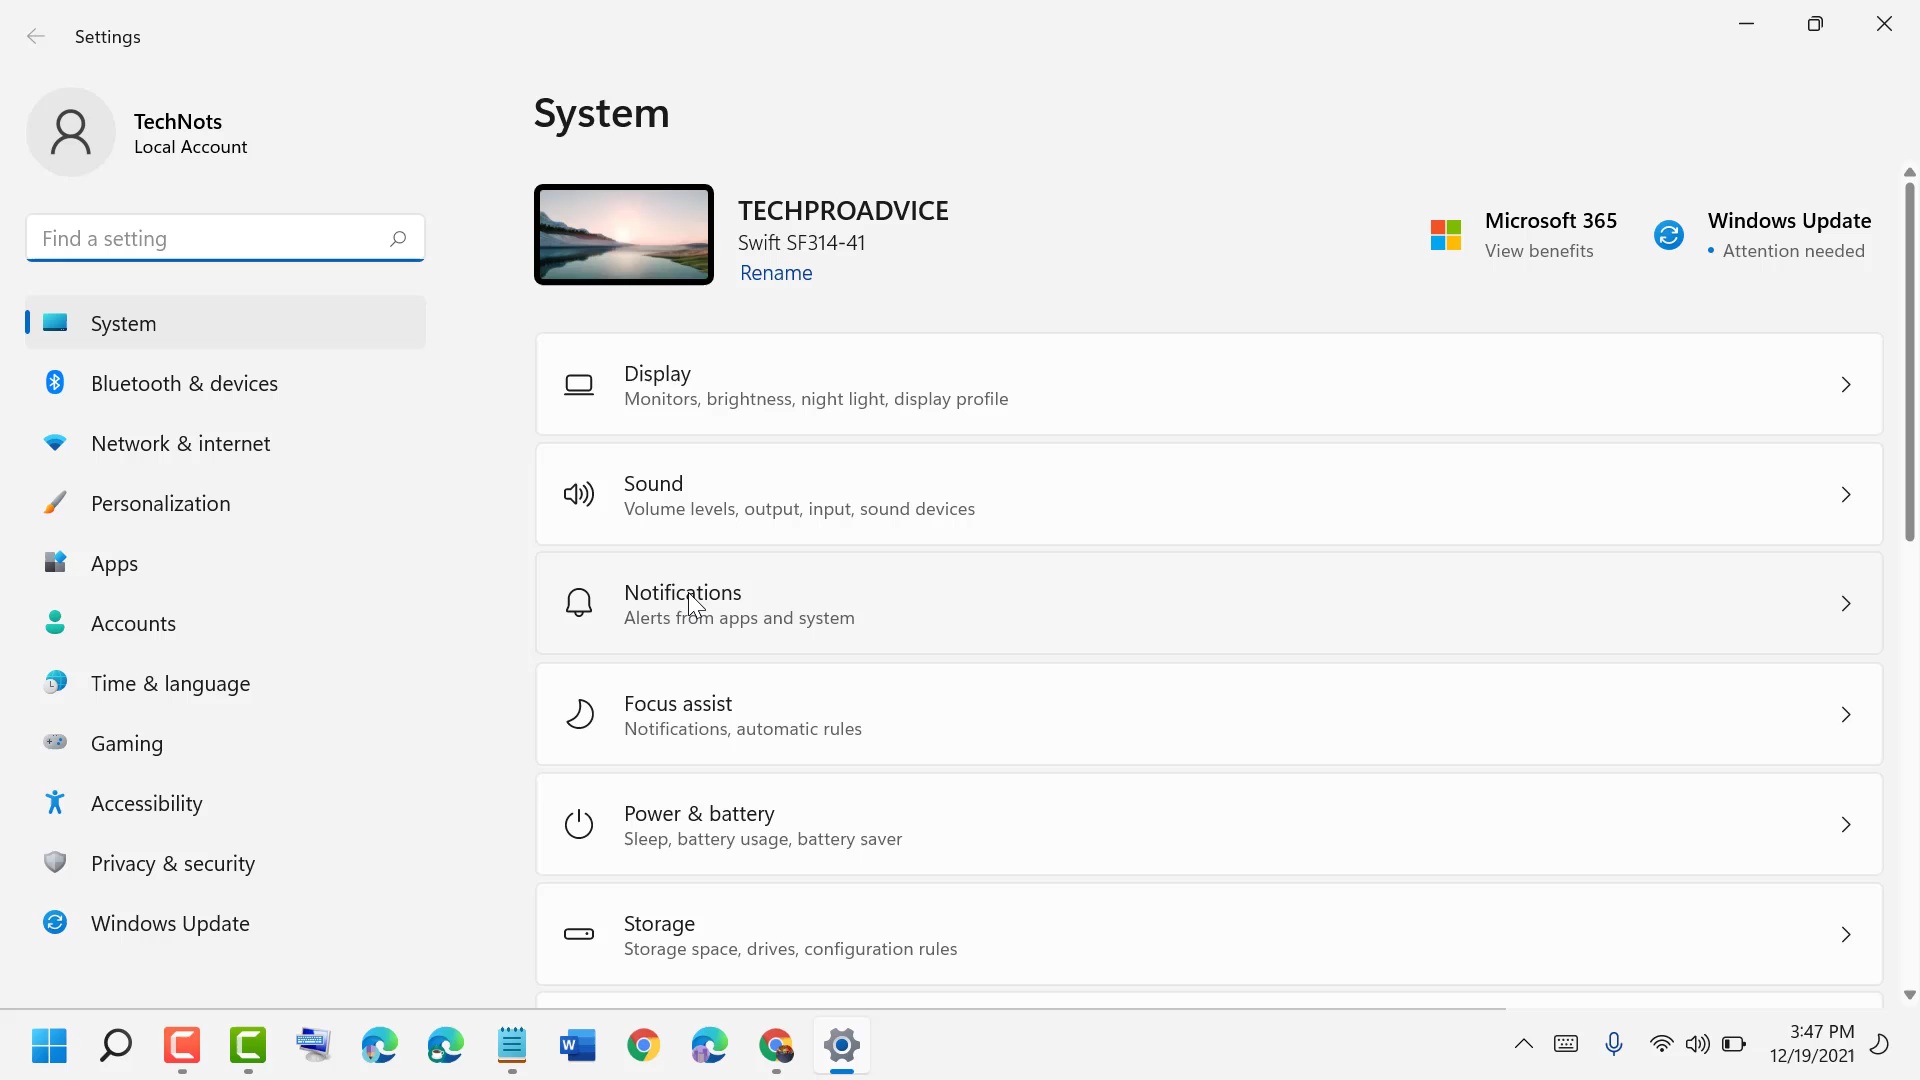 Settings
TechNots
Local Account
Find a setting
System
Bluetooth & devices
Network & internet
Personalization
Apps
Accounts
Time & language
Gaming
Accessibility
Privacy & security
Windows Update
System
TECHPROADVICE
Swift SF314-41
Rename
Microsoft 365
View benefits
Windows Update
• Attention needed
Display
Monitors, brightness, night light, display profile
Sound
Volume levels, output, input, sound devices
Notifications
Alerts from apps and system
Focus assist
Notifications, automatic rules
Power & battery
Sleep, battery usage, battery saver
Storage
Storage space, drives, configuration rules
W
3:47 PM
12/19/2021